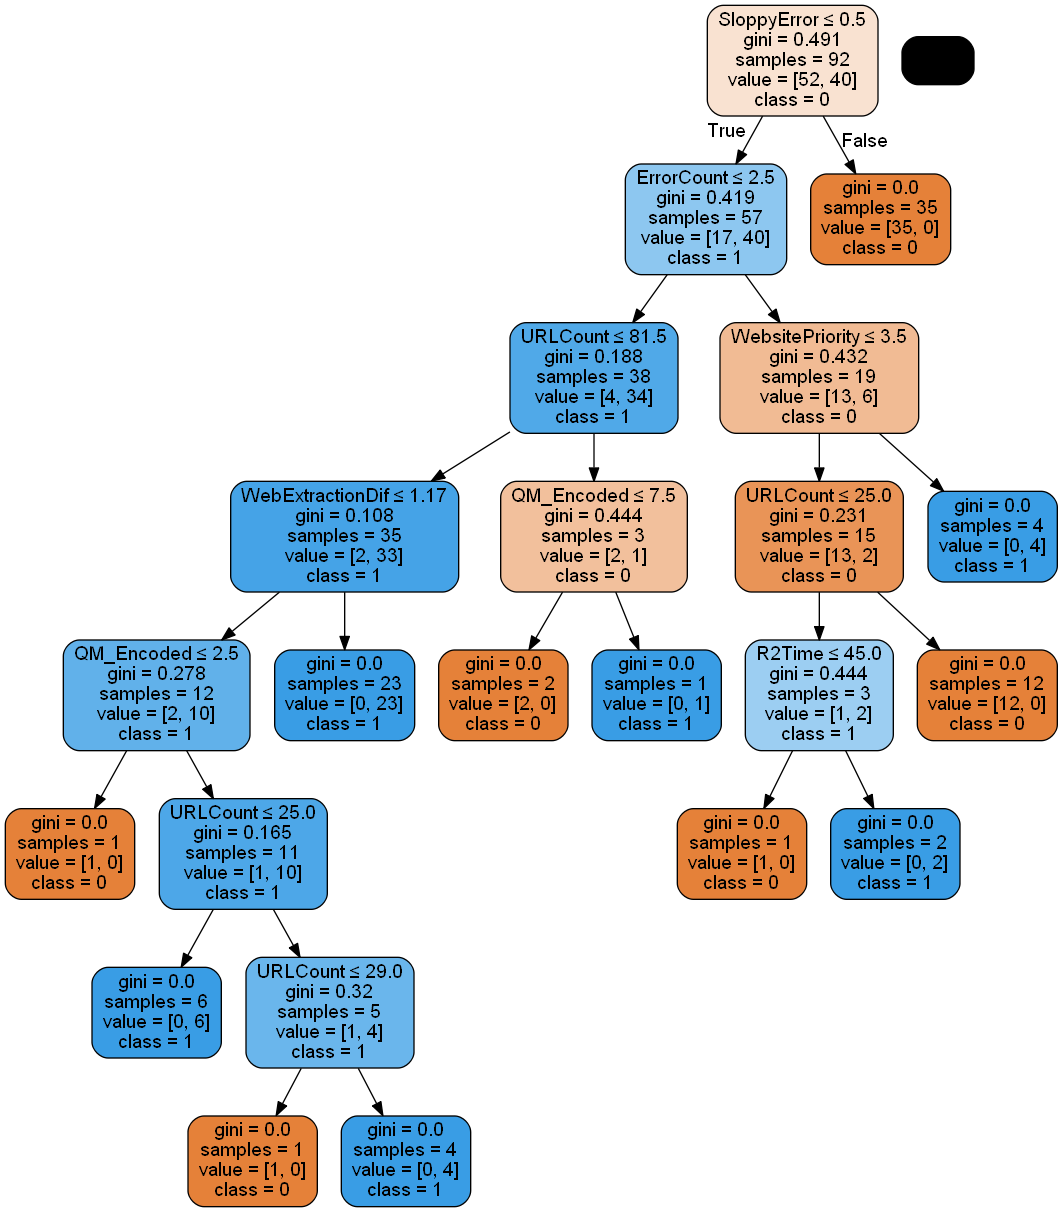 SloppyError ≤ 0.5
gini = 0.491
samples = 92
value = [52, 40]
class = 0
True
False
ErrorCount ≤ 2.5
gini = 0.419
samples = 57
value = [17, 40]
class = 1
gini = 0.0
samples = 35
value = [35, 0]
class = 0
URLCount ≤ 81.5
gini = 0.188
samples = 38
value = [4, 34]
class = 1
WebsitePriority ≤ 3.5
gini = 0.432
samples = 19
value = [13, 6]
class = 0
WebExtractionDif ≤ 1.17
gini = 0.108
samples = 35
value = [2, 33]
class = 1
QM_Encoded ≤ 7.5
gini = 0.444
samples = 3
value = [2, 1]
class = 0
URLCount ≤ 25.0
gini = 0.231
samples = 15
value = [13, 2]
class = 0
gini = 0.0
samples = 4
value = [0, 4]
class = 1
QM_Encoded ≤ 2.5
gini = 0.278
samples = 12
value = [2, 10]
class = 1
gini = 0.0
samples = 23
value = [0, 23]
class = 1
gini = 0.0
samples = 2
value = [2, 0]
class = 0
gini = 0.0
samples = 1
value = [0, 1]
class = 1
R2Time ≤ 45.0
gini = 0.444
samples = 3
value = [1, 2]
class = 1
gini = 0.0
samples = 12
value = [12, 0]
class = 0
gini = 0.0
samples = 1
value = [1, 0]
class = 0
URLCount ≤ 25.0
gini = 0.165
samples = 11
value = [1, 10]
class = 1
gini = 0.0
samples = 1
value = [1, 0]
class = 0
gini = 0.0
samples = 2
value = [0, 2]
class = 1
gini = 0.0
samples = 6
value = [0, 6]
class = 1
URLCount ≤ 29.0
gini = 0.32
samples = 5
value = [1, 4]
class = 1
gini = 0.0
samples = 1
value = [1, 0]
class = 0
gini = 0.0
samples = 4
value = [0, 4]
class = 1